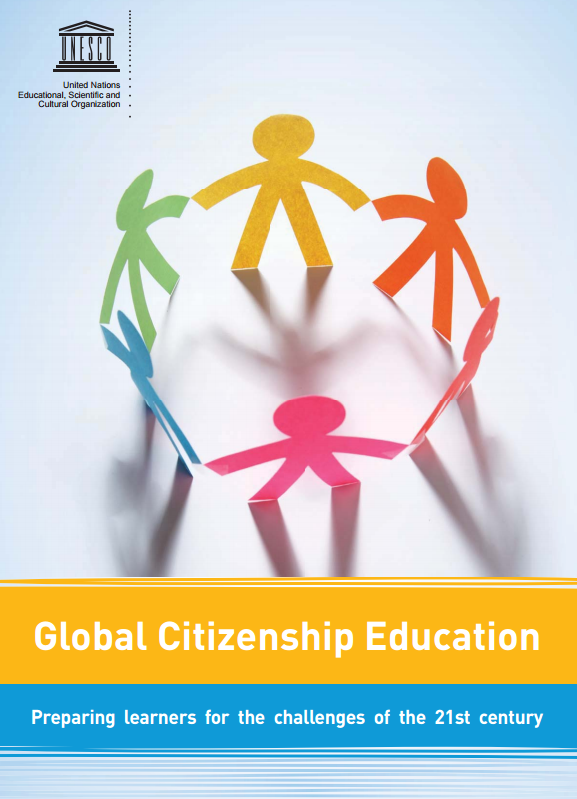 UNESCO
United Nations
Educational, Scientific and
Cultural Organization
Global Citizenship Education
Preparing learners for the challenges of the 21st century